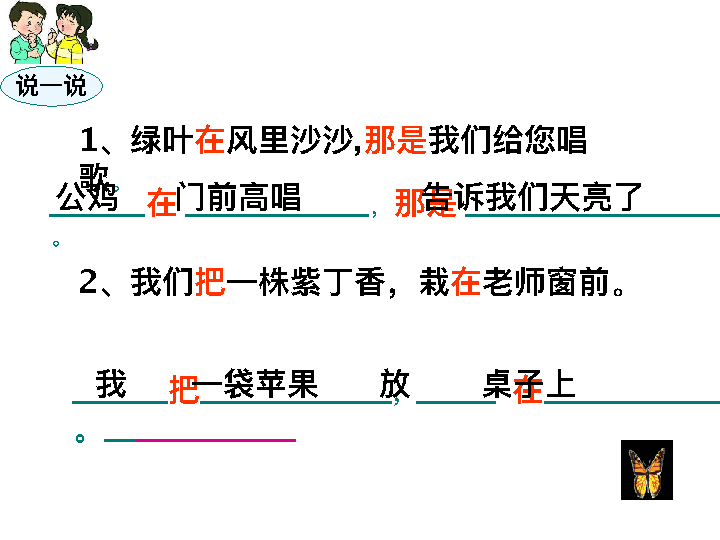 说一说
1、绿叶在风里沙沙,那是我们给您唱
歌。
公鸡在门前高唱，那是告诉我们天亮了
。
2、我们把一株紫丁香，栽在老师窗前。
我把一袋苹果，放在桌子上
。